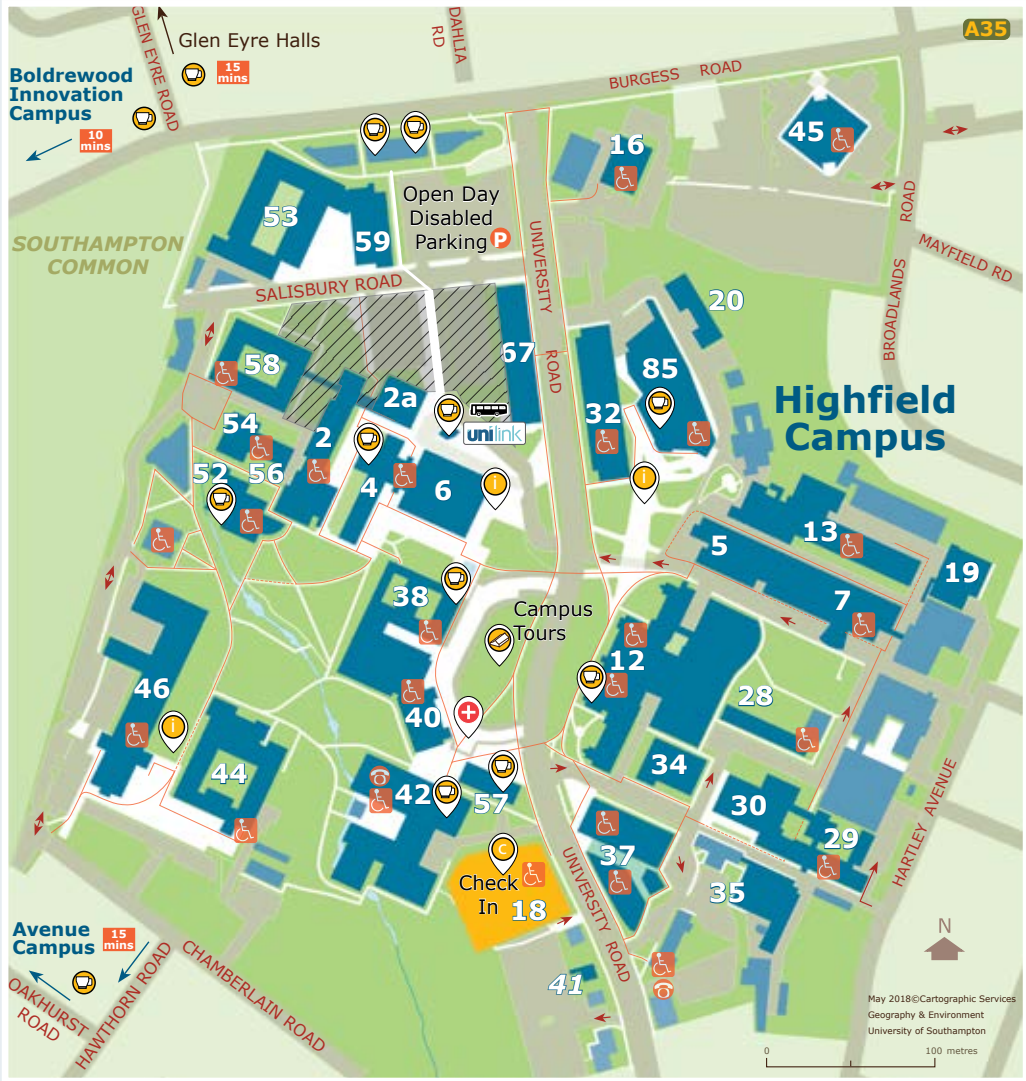 GLEN EYRE ROAD
Glen Eyre Halls
15
mins
DAHLIA
RD
A35
BURGESS ROAD
Boldrewood
Innovation
Campus
10
mins
45
16
Open Day
Disabled
Parking P
53
59
SOUTHAMPTON
COMMON
UNIVERSITY
ROAD
BROADLANDS
ROAD
MAYFIELD RD
SALISBURY ROAD
20
67
58
2a
85
32
unilink
Highfield
Campus
54
2
52
56
4
6
i
i
5
13
19
38
7
Campus
Tours
12
46
28
40
i
44
34
42
57
30
29
37
35
HARTLEY AVENUE
c
Check
In 18
UNIVERSITY ROAD
Avenue
Campus
15
mins
OAKHURST
ROAD
HAWTHORN ROAD
CHAMBERLAIN ROAD
41
N
May 2018©Cartographic Services
Geography & Environment
University of Southampton
0 100 metres